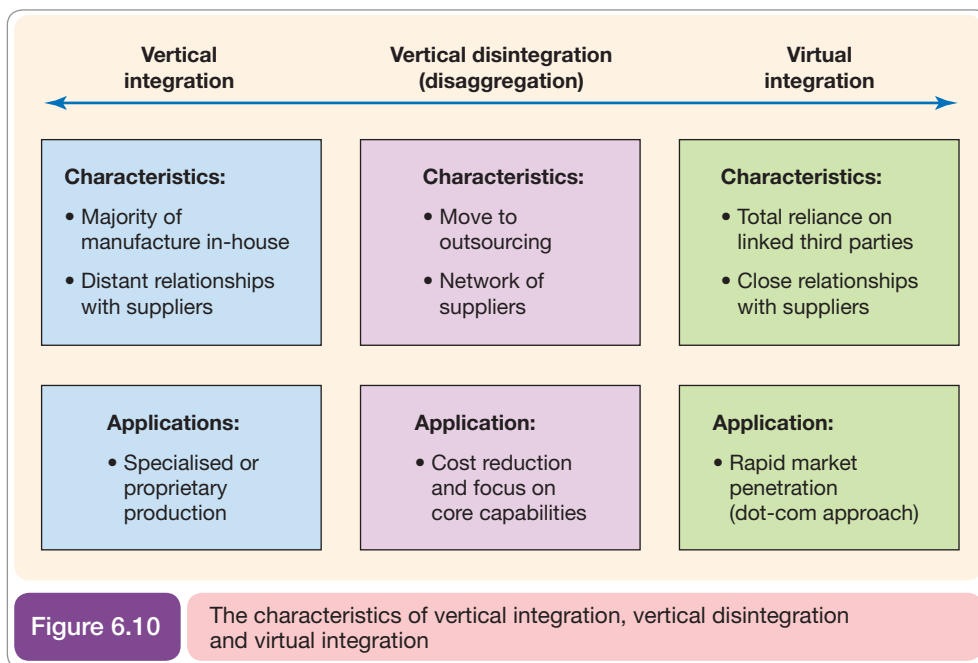 Vertical
integration
Vertical disintegration
(disaggregation)
Virtual
integration
Characteristics:
• Majority of
manufacture in-house
• Distant relationships
with suppliers
Characteristics:
• Move to
outsourcing
• Network of
suppliers
Characteristics:
• Total reliance on
linked third parties
• Close relationships
with suppliers
Applications:
• Specialised or
proprietary
production
Application:
• Cost reduction
and focus on
core capabilities
Application:
• Rapid market
penetration
(dot-com approach)
Figure 6.10
The characteristics of vertical integration, vertical disintegration
and virtual integration